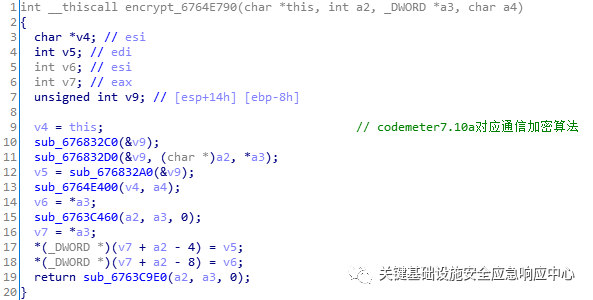 1 int __thiscall encrypt_6764E790(char *this, int a2, _DWORD *a3, char a4)
2 {
3 char *v4; // esi
4 int v5; // edi
5 int v6; // esi
6 int v7; // eax
7 unsigned int v9; // [esp+14h] [ebp-8h]
8
9 v4 = this; // codemeter7.10a对应通信加密算法
10 sub_676832C0(&v9);
11 sub_676832D0(&v9, (char *)a2, *a3);
12 v5 = sub_676832A0(&v9);
13 sub_6764E400(v4, a4);
14 v6 = *a3;
15 sub_6763C460(a2, a3, 0);
16 v7 = *a3;
17 *(_DWORD *)(v7 + a2 - 4) = v5;
18 *(_DWORD *)(v7 + a2 - 8) = v6;
19 return sub_6763C9E0(a2, a3, 0);
20 }
关键基础设施安全应急响应中心